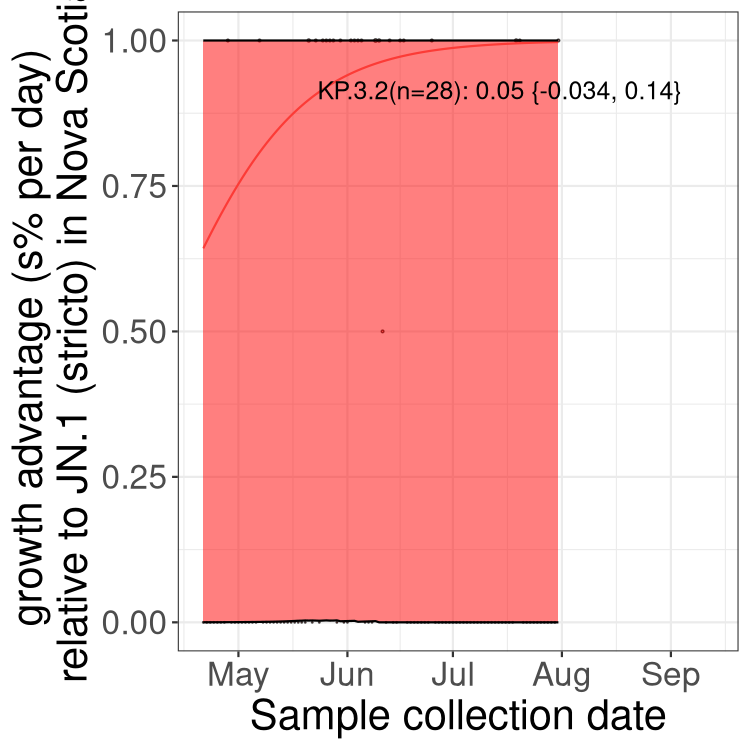 growth advantage (s% per day)
relative to JN.1 (stricto) in Nova Scotia
1.00
0.75
0.50
0.25
0.00
KP.3.2(n=28): 0.05 {-0.034, 0.14}
May Jun Jul Aug Sep
Sample collection date